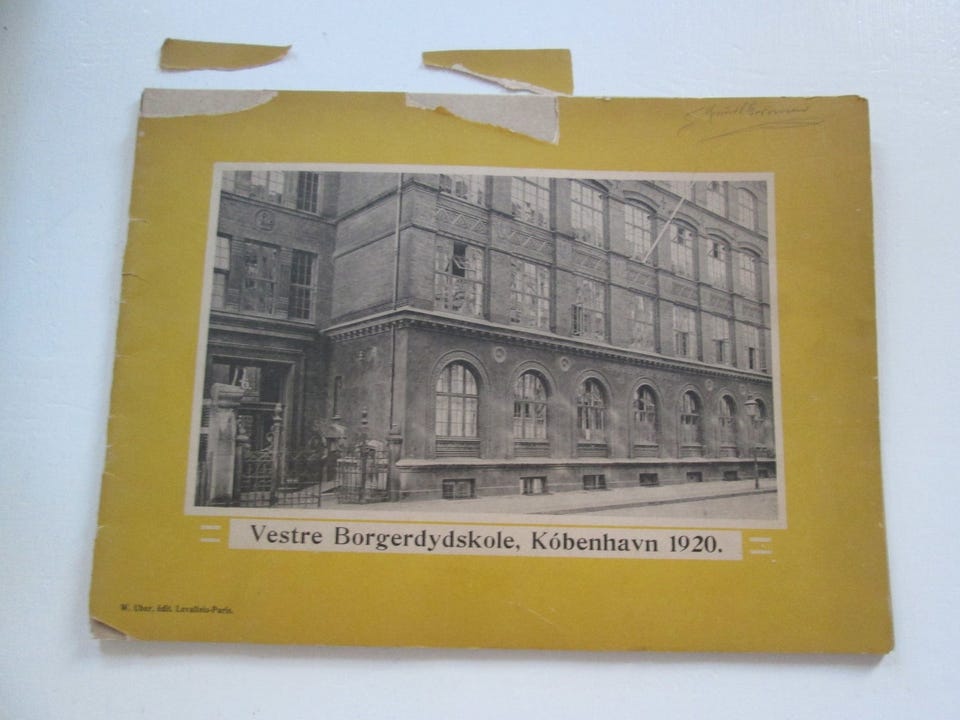 Vestre Borgerdydskole, Kóbenhavn 1920.
W. Uber, édit. Levallois-Paris.